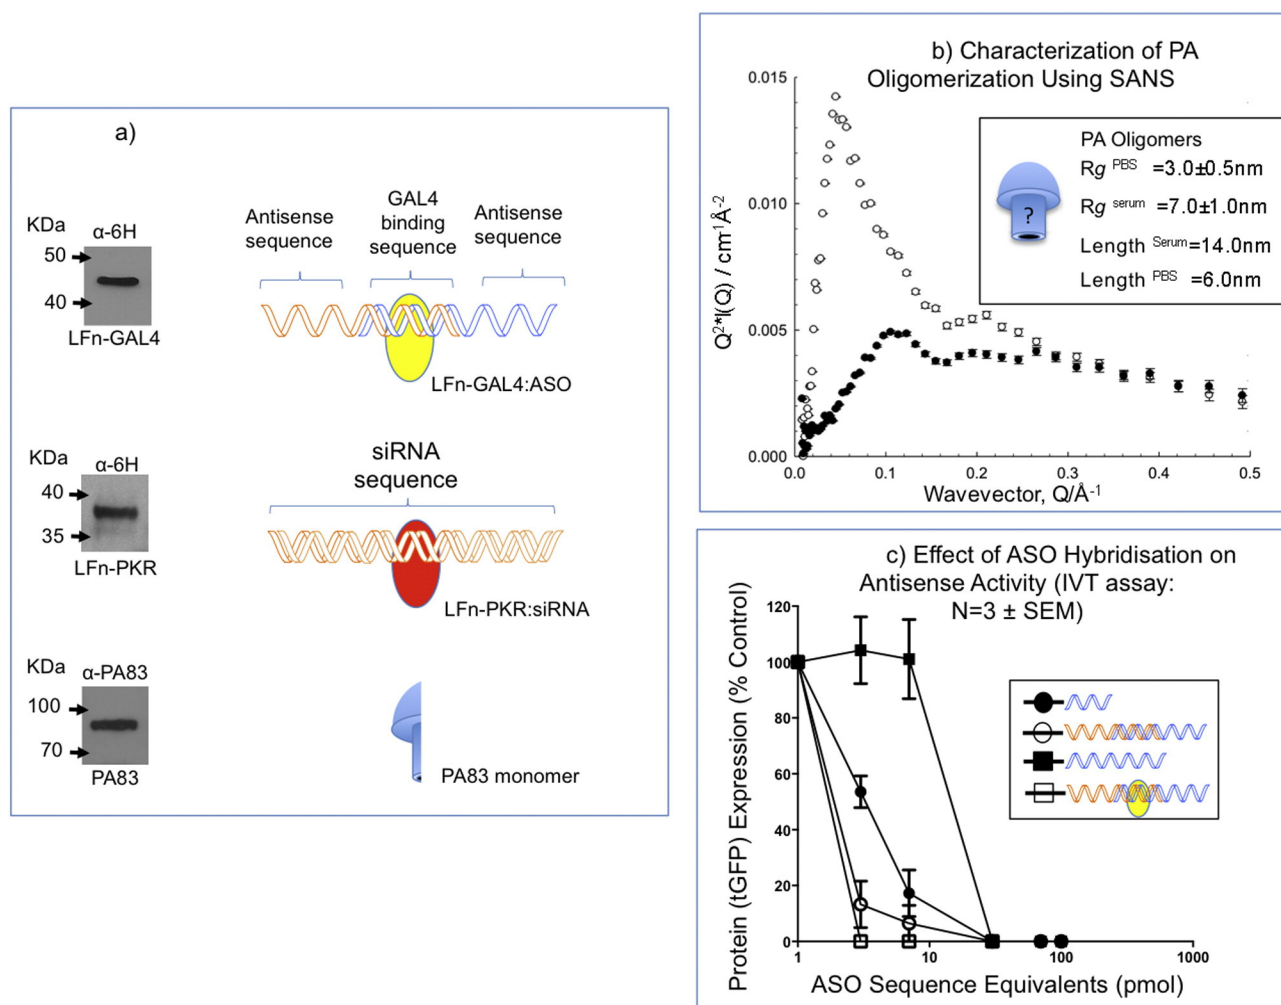 a)
KDa
α-6H
50
40
LFn-GAL4
Antisense
sequence
GAL4
binding
sequence
Antisense
sequence
LFn-GAL4:ASO
KDa
α-6H
40
35
LFn-PKR
siRNA
sequence
LFn-PKR:siRNA
KDa
α-PA83
100
70
PA83
PA83 monomer
b) Characterization of PA
Oligomerization Using SANS
Q²*I(Q) / cm⁻¹Å⁻²
0.015
0.010
0.005
0.000
0.0 0.1 0.2 0.3 0.4 0.5
Wavevector, Q/Å⁻¹
?
PA Oligomers
Rg ᴾᴮˢ =3.0±0.5nm
Rg ˢᵉʳᵘᵐ =7.0±1.0nm
Length ˢᵉʳᵘᵐ=14.0nm
Length ᴾᴮˢ =6.0nm
c) Effect of ASO Hybridisation on
Antisense Activity (IVT assay:
N=3 ± SEM)
Protein (tGFP) Expression (% Control)
120
100
80
60
40
20
0
1 10 100 1000
ASO Sequence Equivalents (pmol)